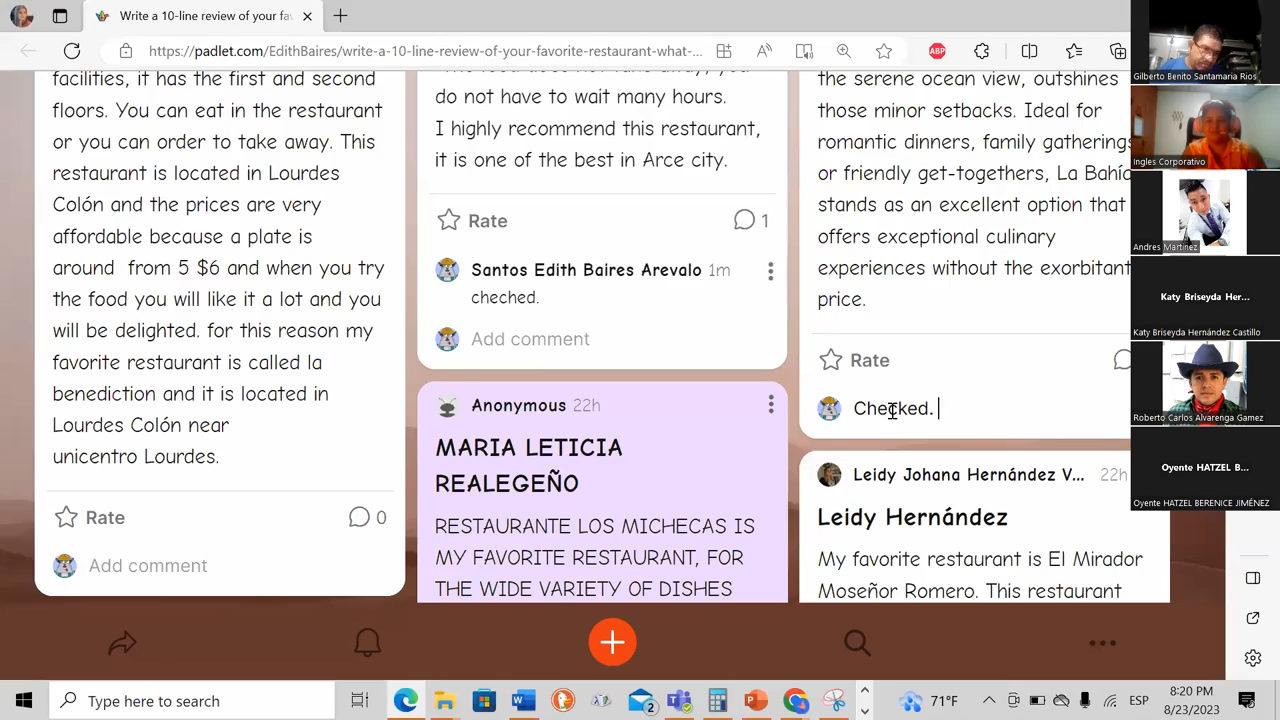 Write a 10-line review of your fav
https://padlet.com/EdithBaires/write-a-10-line-review-of-your-favorite-restaurant-what-...
ABP
facilities, it has the first and second
floors. You can eat in the restaurant
or you can order to take away. This
restaurant is located in Lourdes
Colón and the prices are very
affordable because a plate is
around from 5 $6 and when you try
the food you will like it a lot and you
will be delighted. for this reason my
favorite restaurant is called la
benediction and it is located in
Lourdes Colón near
unicentro Lourdes.
Rate
0
Add comment
do not have to wait many hours.
I highly recommend this restaurant,
it is one of the best in Arce city.
Rate
1
Santos Edith Baires Arevalo 1m
cheched.
Add comment
Anonymous 22h
MARIA LETICIA
REALEGEÑO
RESTAURANTE LOS MICHECAS IS
MY FAVORITE RESTAURANT, FOR
THE WIDE VARIETY OF DISHES
the serene ocean view, outshines
those minor setbacks. Ideal for
romantic dinners, family gatherings
or friendly get-togethers, La Bahía
stands as an excellent option that
offers exceptional culinary
experiences without the exorbitant
price.
Rate
Checked.
Leidy Johana Hernández V... 22h
Leidy Hernández
My favorite restaurant is El Mirador
Moseñor Romero. This restaurant
Gilberto Benito Santamaria Rios
Ingles Corporativo
Andres Martinez
Katy Briseyda Her...
Katy Briseyda Hernández Castillo
Roberto Carlos Alvarenga Gamez
Oyente HATZEL B...
Oyente HATZEL BERENICE JIMÉNEZ
Type here to search
2
71°F
ESP
8:20 PM
8/23/2023